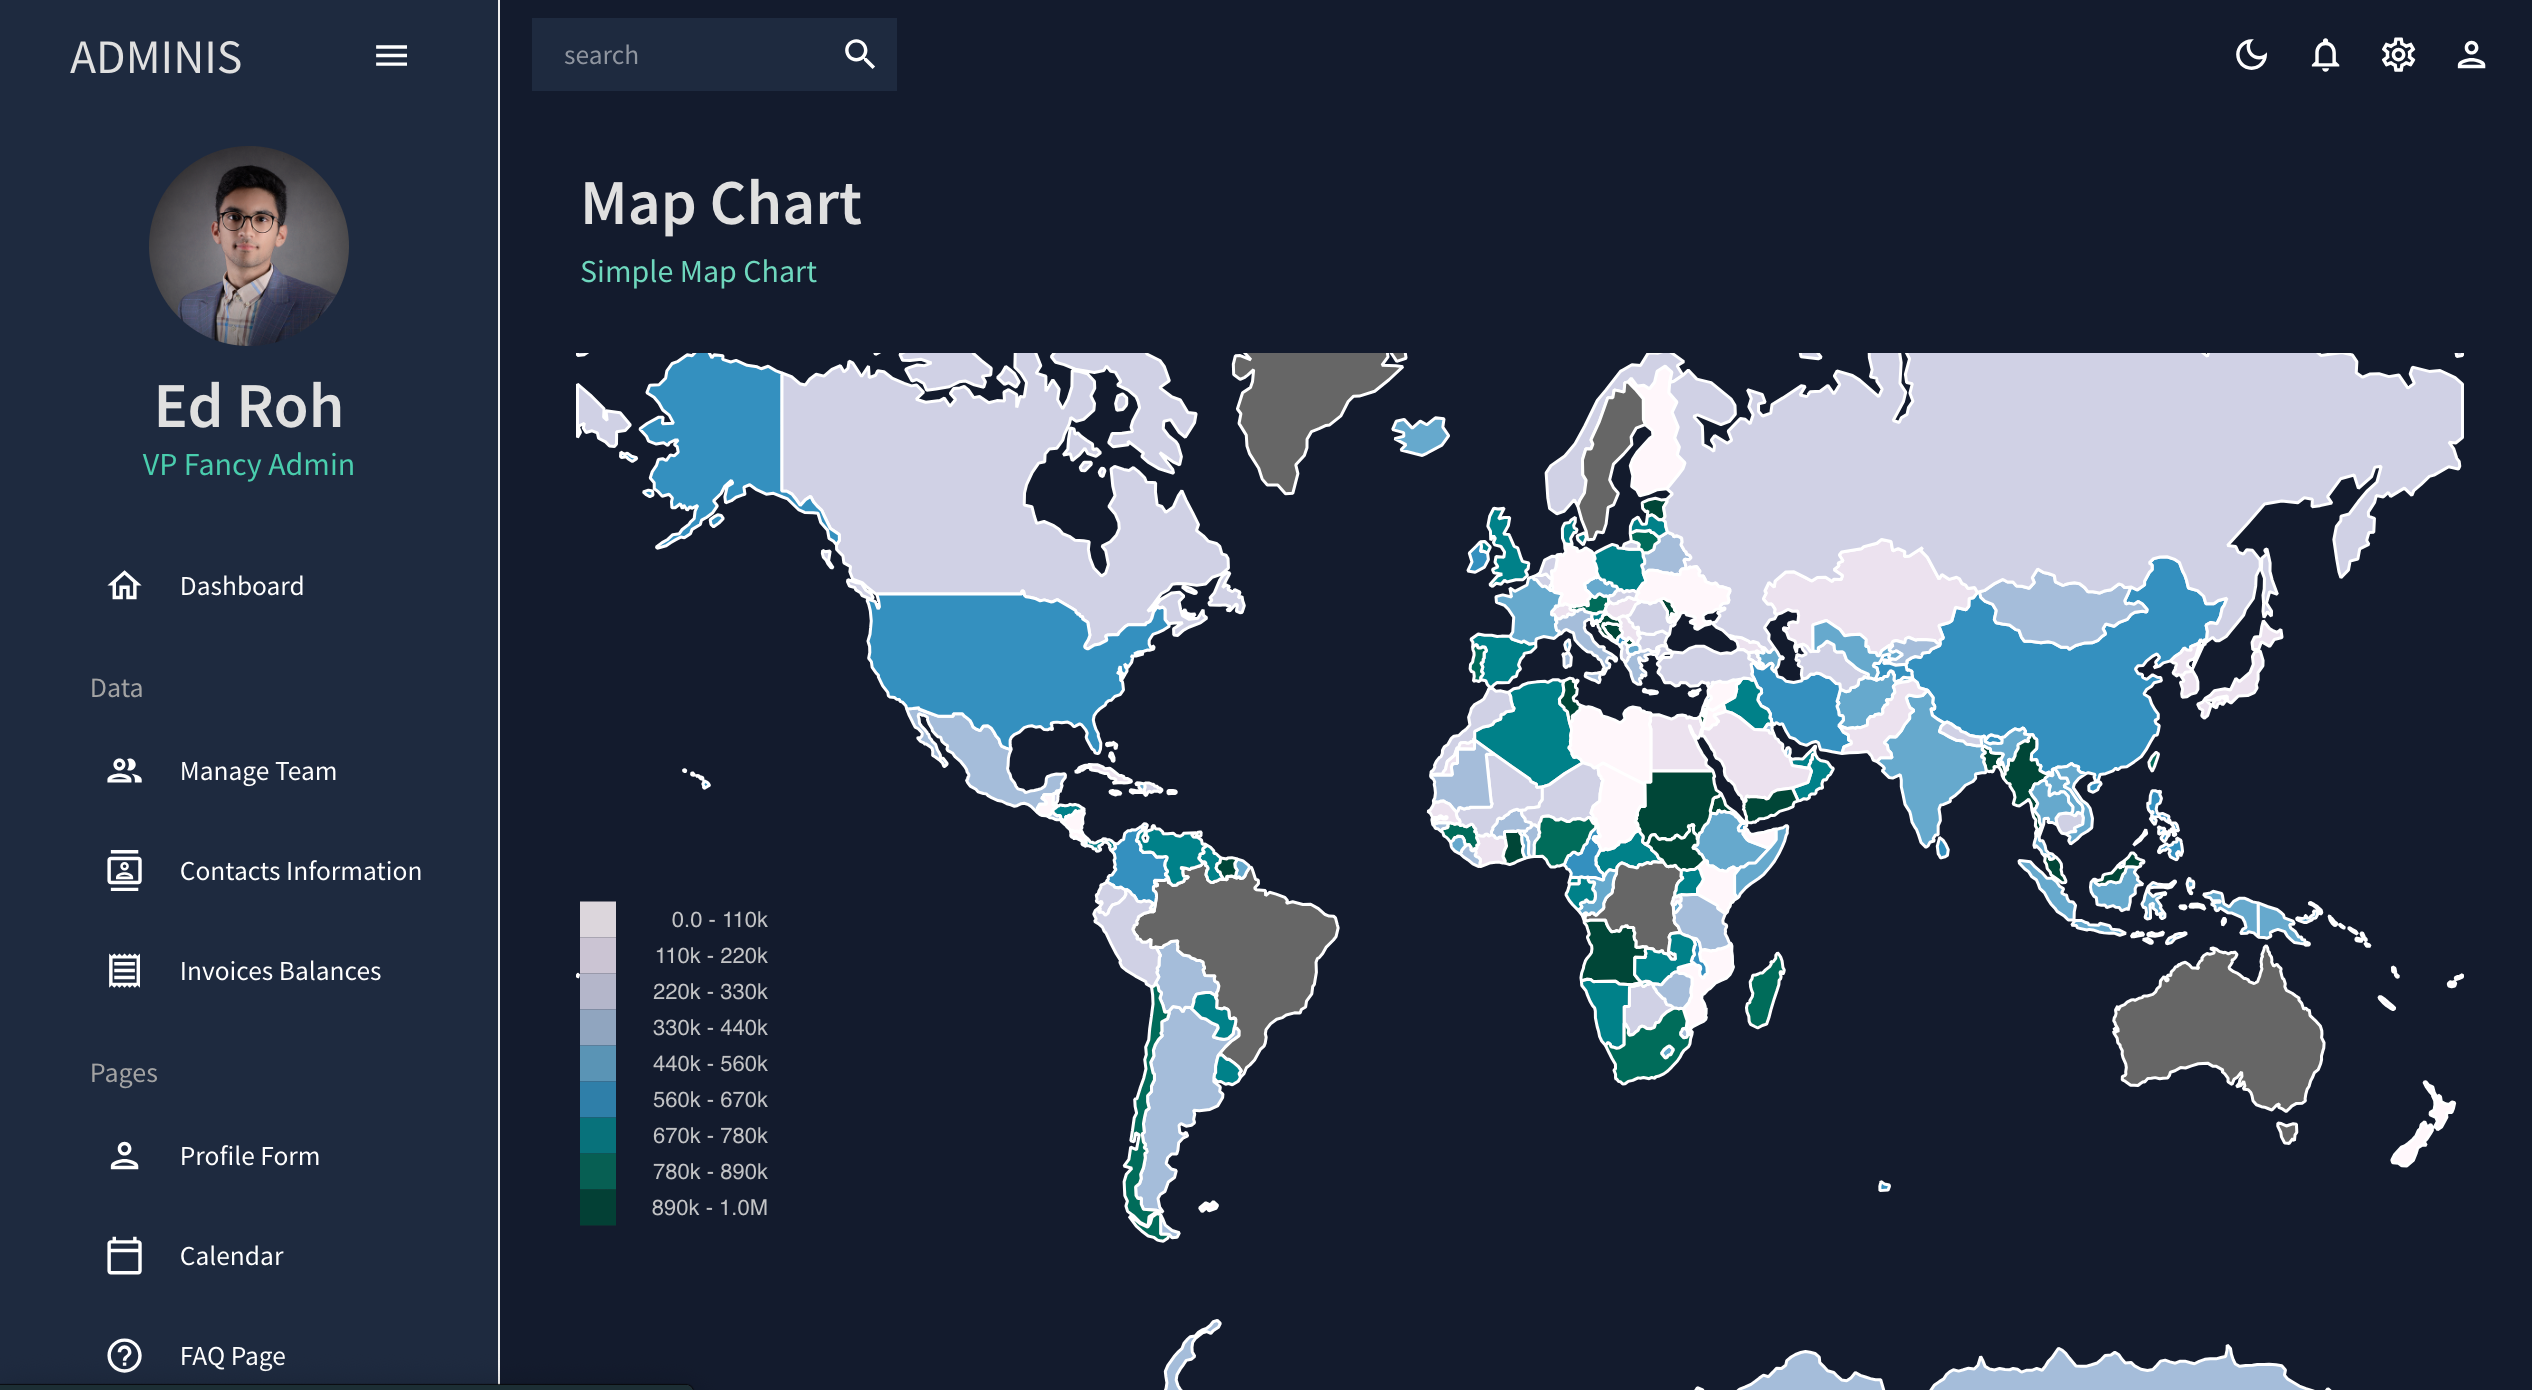 ADMINIS
search
Ed Roh
VP Fancy Admin
Dashboard
Data
Manage Team
Contacts Information
Invoices Balances
Pages
Profile Form
Calendar
FAQ Page
Map Chart
Simple Map Chart
0.0 - 110k
110k - 220k
220k - 330k
330k - 440k
440k - 560k
560k - 670k
670k - 780k
780k - 890k
890k - 1.0M